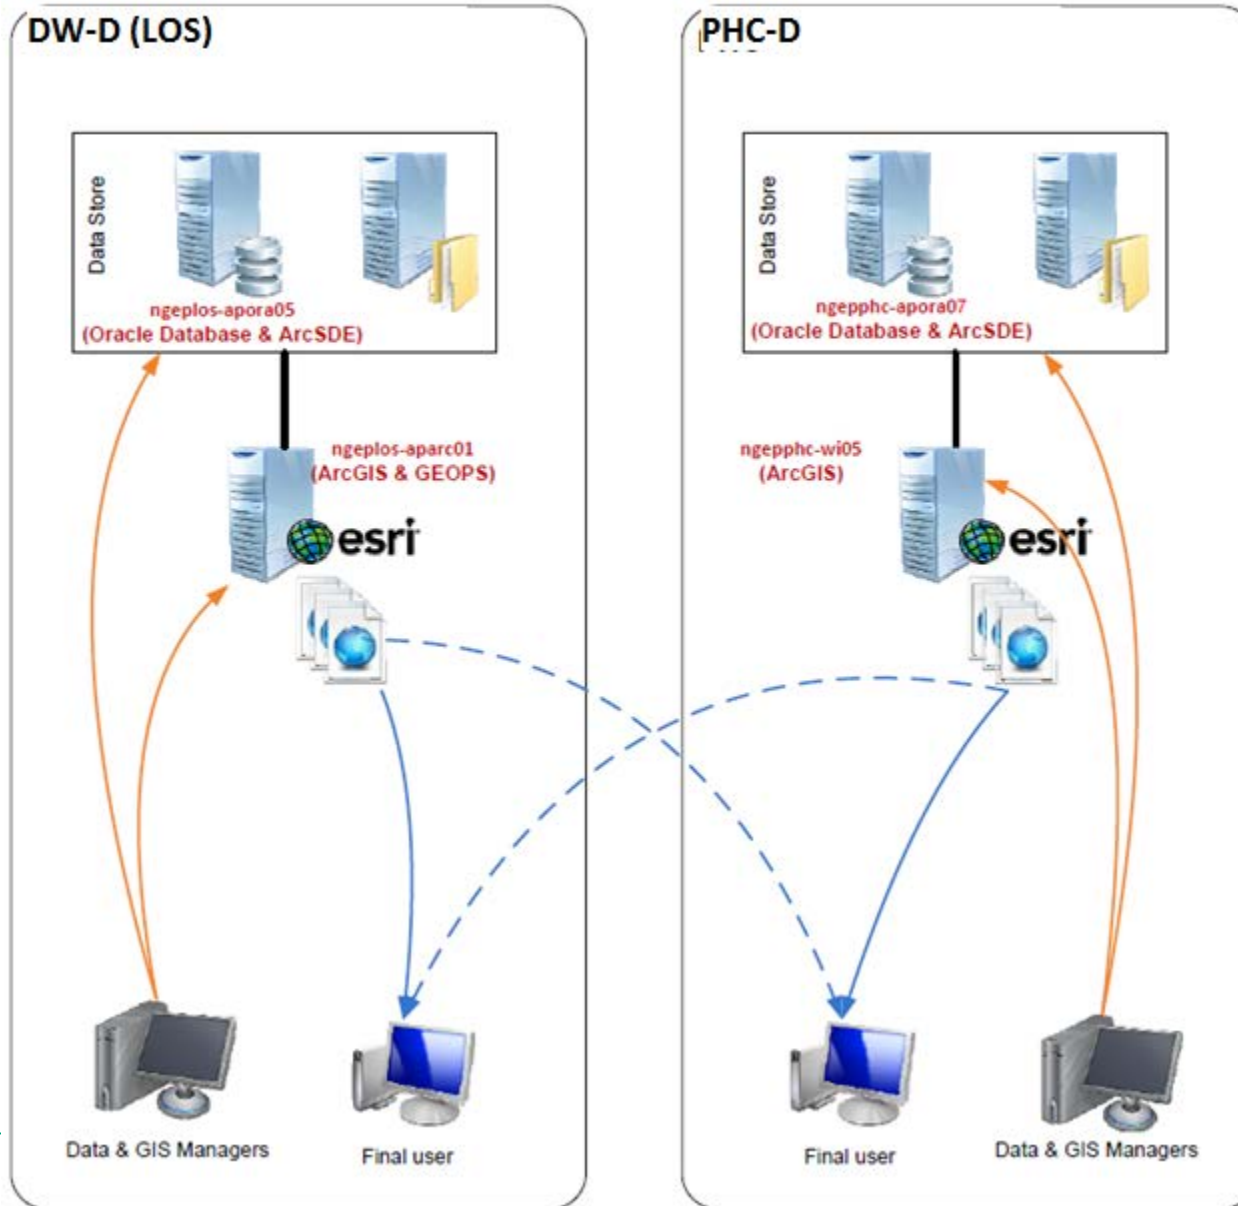 DW-D (LOS)
Data Store
ngeplos-apora05
(Oracle Database & ArcSDE)
ngeplos-aparc01
(ArcGIS & GEOPS)
esri
Data & GIS Managers
Final user
PHC-D
Data Store
ngepphc-apora07
(Oracle Database & ArcSDE)
ngepphc-wi05
(ArcGIS)
esri
Final user
Data & GIS Managers